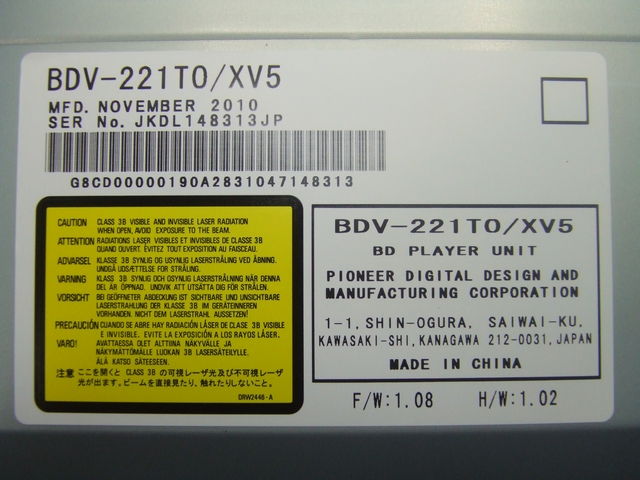 BDV-221TO/XV5
MFD. NOVEMBER 2010
SER No. JKDL148313JP
G8CD00000190A2831047148313
CAUTION CLASS 3B VISIBLE AND INVISIBLE LASER RADIATION
WHEN OPEN, AVOID EXPOSURE TO THE BEAM.
ATTENTION RADIATIONS LASER VISIBLES ET INVISIBLES DE CLASSE 3B
QUAND OUVERT. ÉVITEZ TOUT EXPOSITION AU FAISCEAU.
ADVARSEL KLASSE 3B SYNLIG OG USYNLIG LASERSTRÅLING VED ÅBNING.
UNDGÅ UDSÆTTELSE FOR STRÅLING.
VARNING KLASS 3B SYNLIG OCH OSYNLIG LASERSTRÅLNING NÄR DENNA
DEL ÄR ÖPPNAD. UNDVIK ATT UTSÄTTA DIG FÖR STRÅLEN.
VORSICHT BEI GEÖFFNETER ABDECKUNG IST SICHTBARE UND UNSICHTBARE
LASERSTRAHLUNG DER KLASSE 3B IM GERÄTEINNEREN
VORHANDEN. NICHT DEM LASERSTRAHL AUSSETZEN!
PRECAUCIÓN CUANDO SE ABRE HAY RADIACIÓN LÁSER DE CLASE 3B VISIBLE
E INVISIBLE. EVITE LA EXPOSICIÓN A LOS RAYOS LÁSER.
VARO! AVATTAESSA OLET ALTTIINA NÄKYVÄLLE JA
NÄKYMÄTTÖMÄLLE LUOKAN 3B LASERSÄTEILYLLE.
ÄLÄ KATSO SÄTEESEEN.
注意 ここを開くと CLASS 3B の可視レーザ光及び不可視レーザ
光が出ます。ビームを直接見たり、触れたりしないこと。
DRW2446-A
BDV-221TO/XV5
BD PLAYER UNIT
PIONEER DIGITAL DESIGN AND
MANUFACTURING CORPORATION
1-1, SHIN-OGURA, SAIWAI-KU,
KAWASAKI-SHI, KANAGAWA 212-0031, JAPAN
MADE IN CHINA
F/W:1.08 H/W:1.02